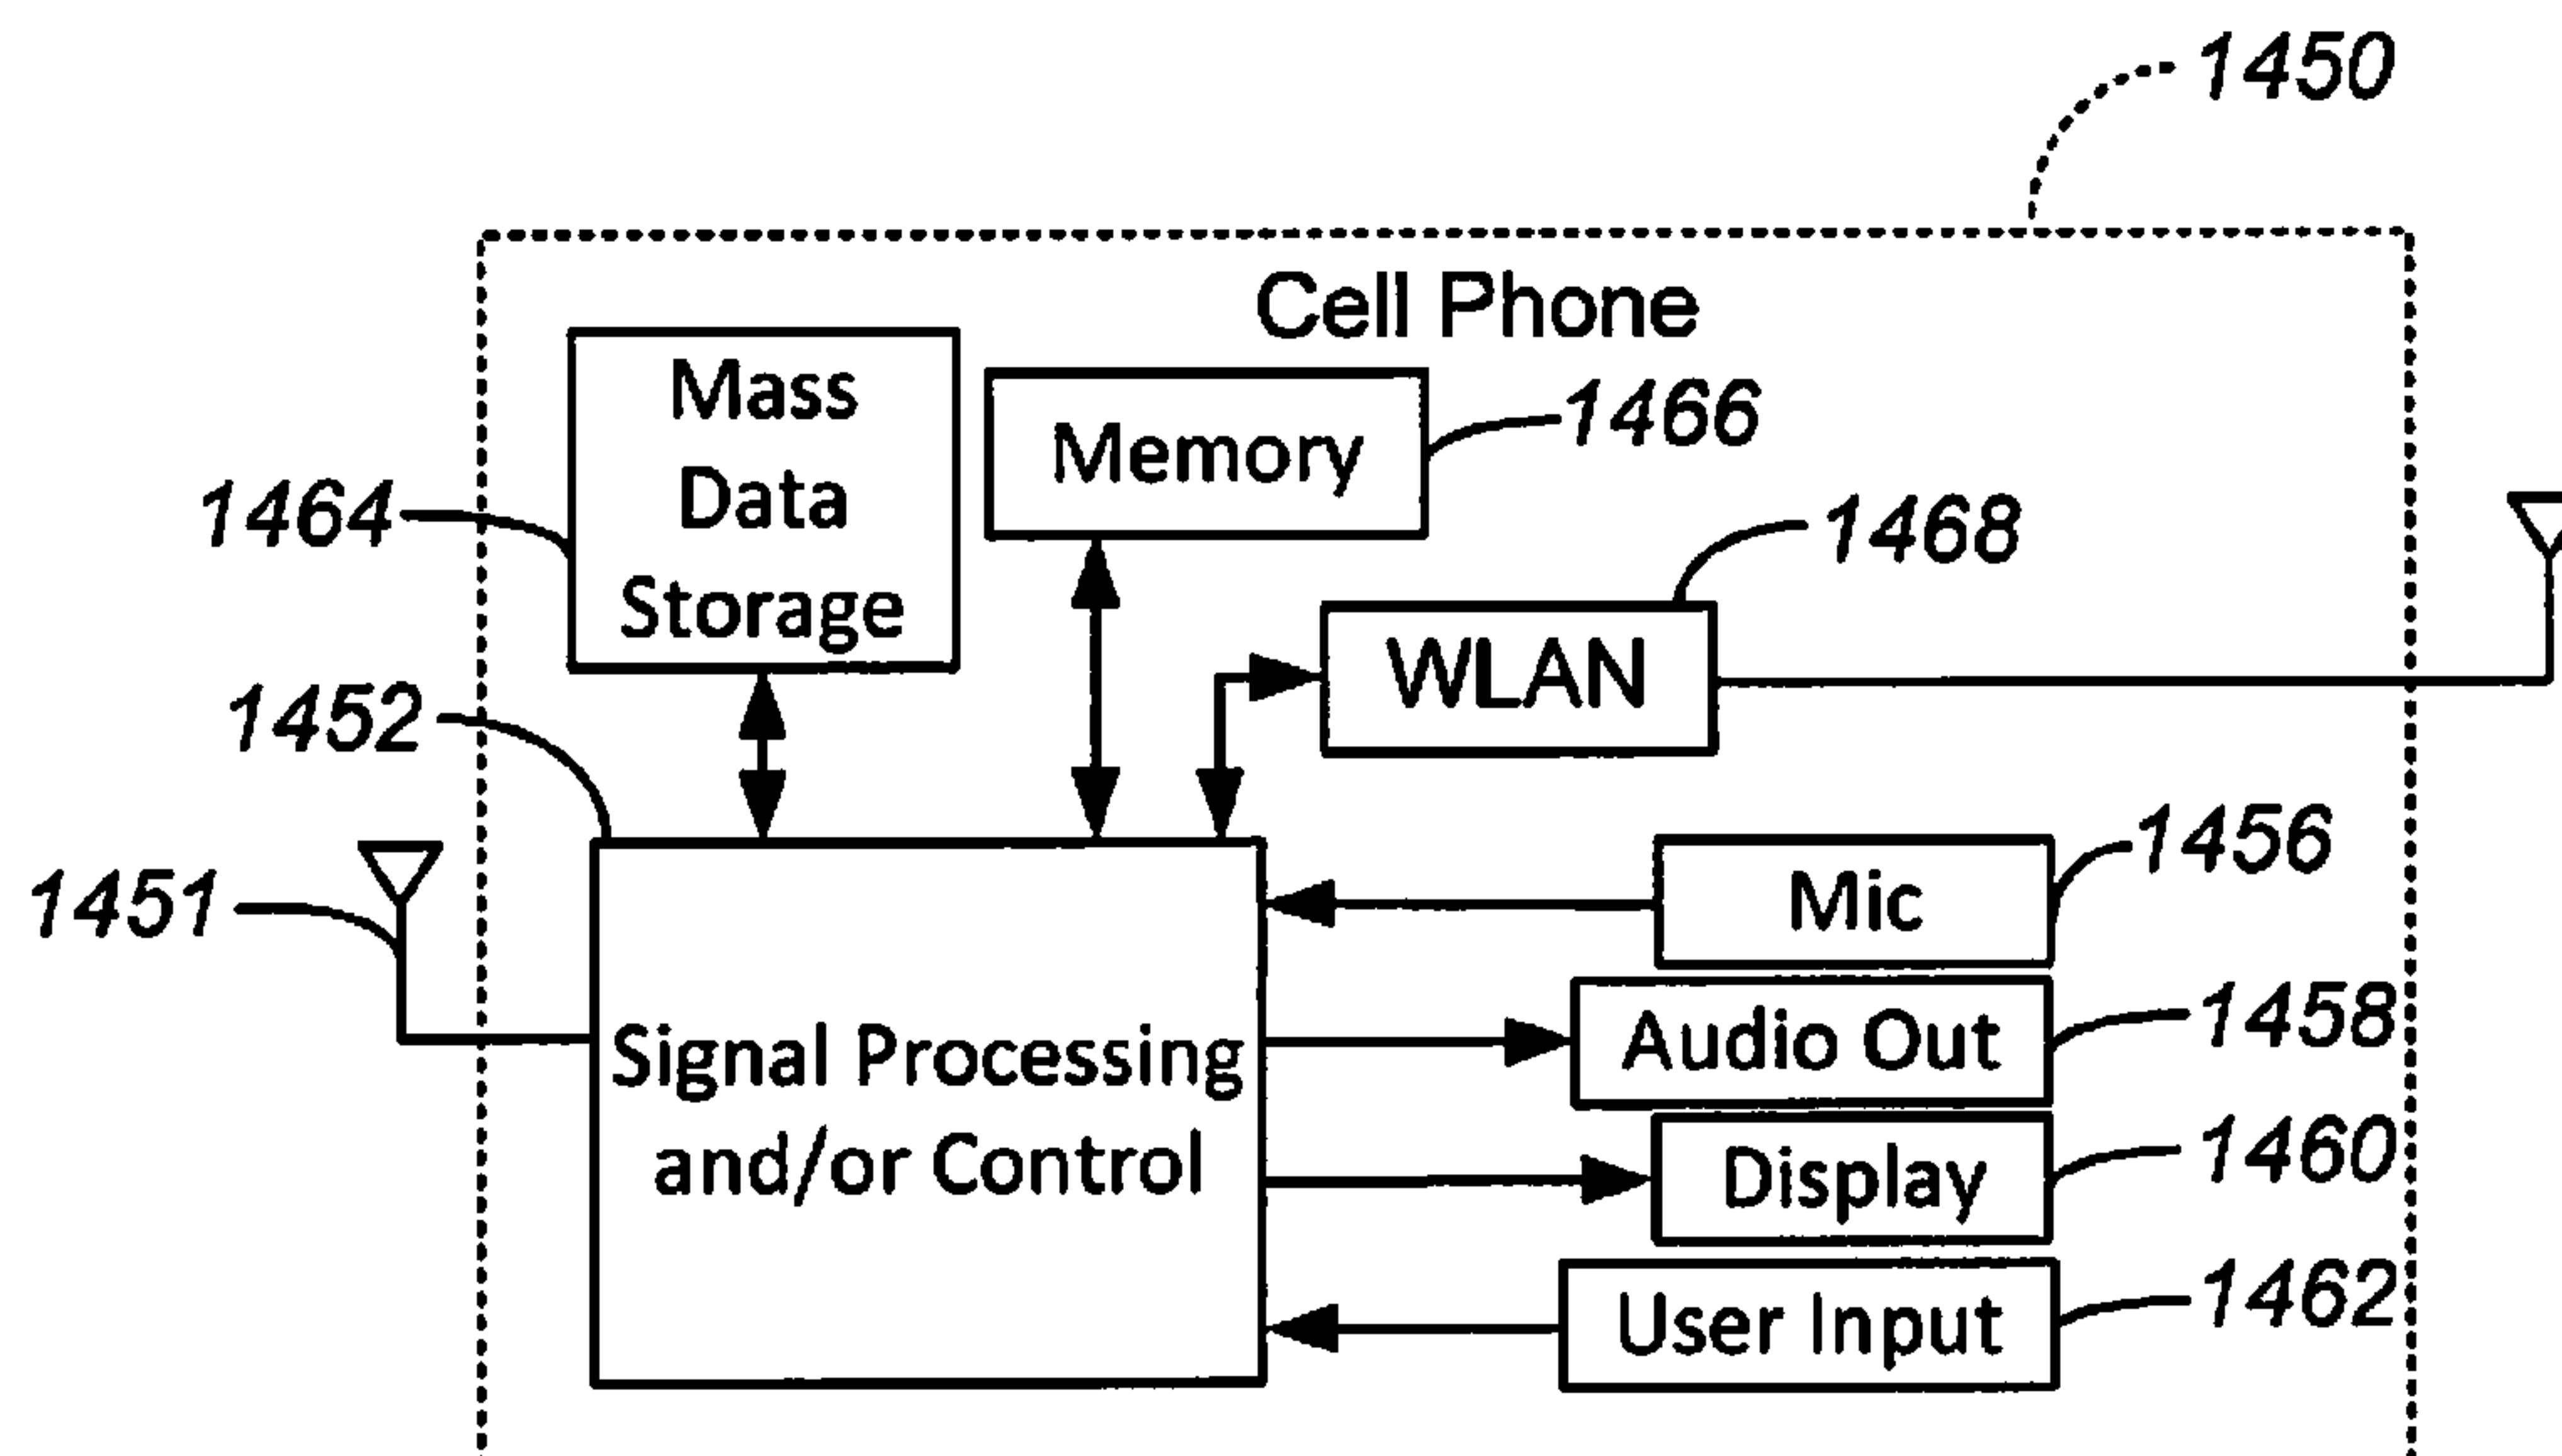 1450
Cell Phone
Mass
Data
Storage
Memory
1466
1464
1468
WLAN
1452
1456
Mic
1451
1458
Audio Out
Signal Processing
and/or Control
1460
Display
1462
User Input